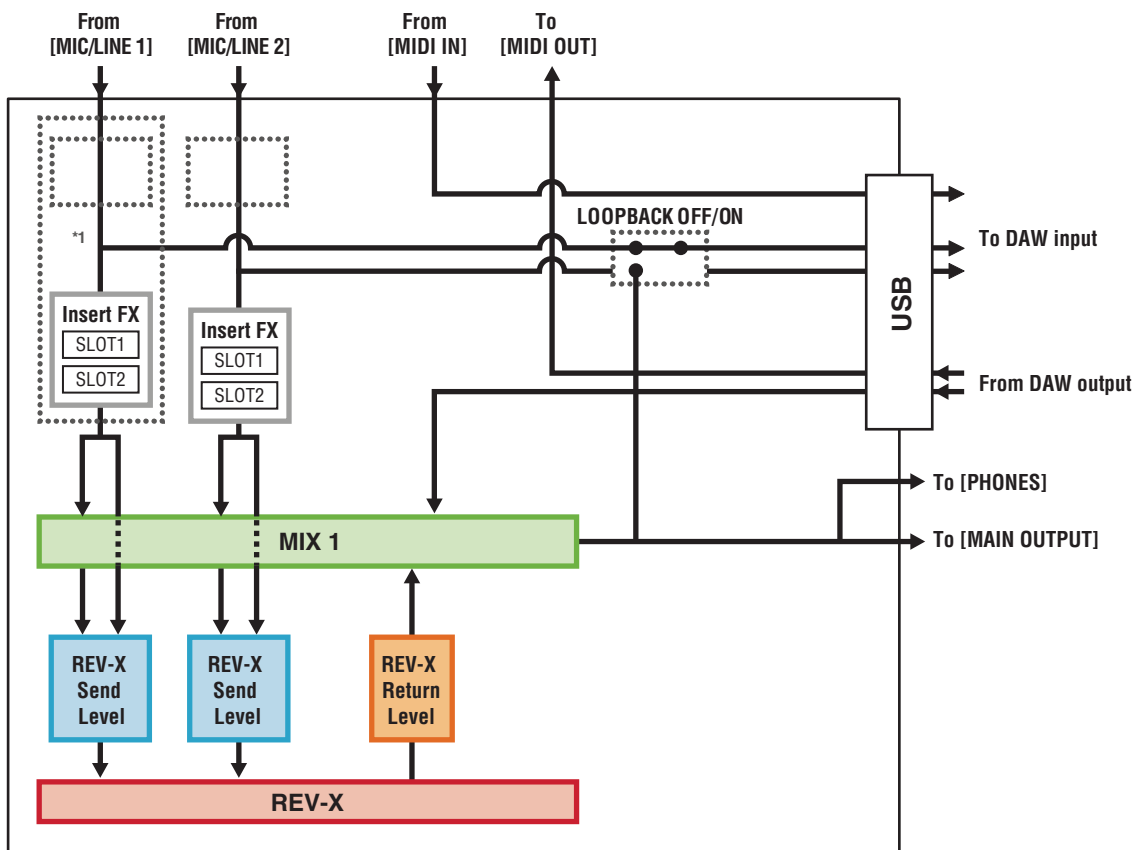 From
[MIC/LINE 1]
From
[MIC/LINE 2]
From
[MIDI IN]
To
[MIDI OUT]
LOOPBACK OFF/ON
*1
To DAW input
USB
Insert FX
SLOT1
SLOT2
Insert FX
SLOT1
SLOT2
From DAW output
To [PHONES]
MIX 1
To [MAIN OUTPUT]
REV-X
Send
Level
REV-X
Send
Level
REV-X
Return
Level
REV-X